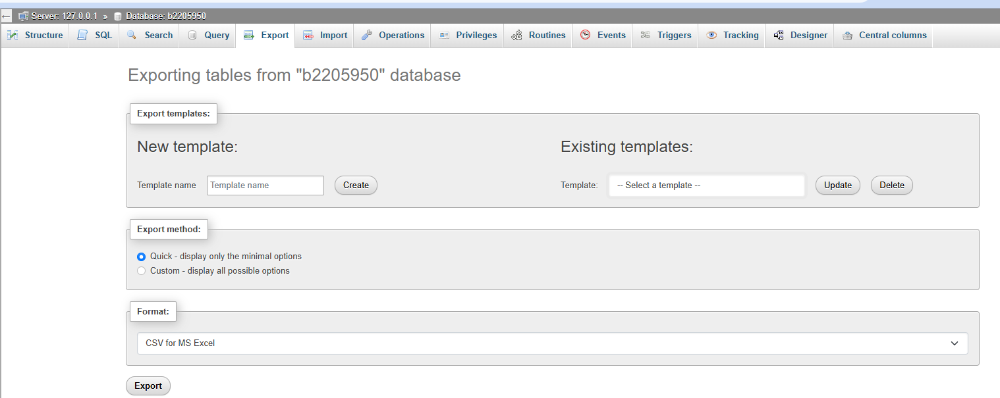 Server: 127.0.0.1 » Database: b2205950
Structure SQL Search Query Export Import Operations Privileges Routines Events Triggers Tracking Designer Central columns
Exporting tables from "b2205950" database
Export templates:
New template: Existing templates:
Template name Template name Create Template: -- Select a template -- Update Delete
Export method:
Quick - display only the minimal options
Custom - display all possible options
Format:
CSV for MS Excel
Export